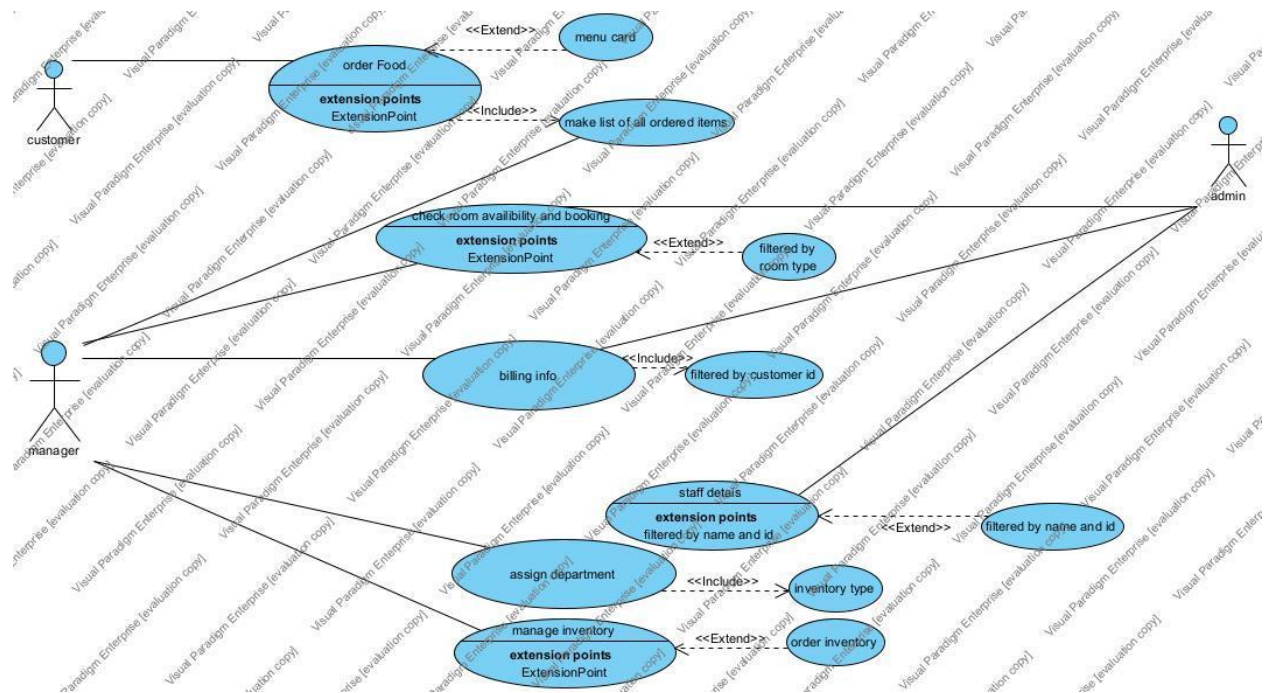 <<Extend>>
menu card
order Food
extension points
ExtensionPoint
<<Include>>
make list of all ordered items
customer
admin
check room availibility and booking
extension points
ExtensionPoint
<<Extend>>
filtered by
room type
manager
billing info
<<Include>>
filtered by customer id
staff detais
extension points
filtered by name and id
<<Extend>>
filtered by name and id
assign department
<<Include>>
inventory type
manage inventory
extension points
ExtensionPoint
<<Extend>>
order inventory
Visual Paradigm Enterprise [evaluation copy]